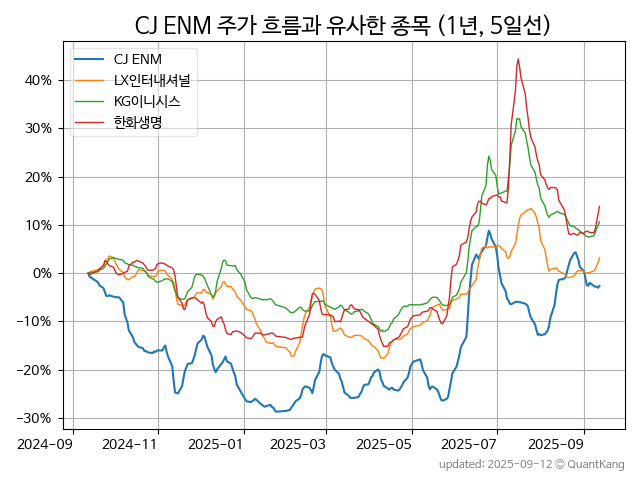 CJ ENM 주가 흐름과 유사한 종목 (1년, 5일선)
CJ ENM
LX인터내셔널
KG이니시스
한화생명
40%
30%
20%
10%
0%
−10%
−20%
−30%
2024-09
2024-11
2025-01
2025-03
2025-05
2025-07
2025-09
updated: 2025-09-12 © QuantKang